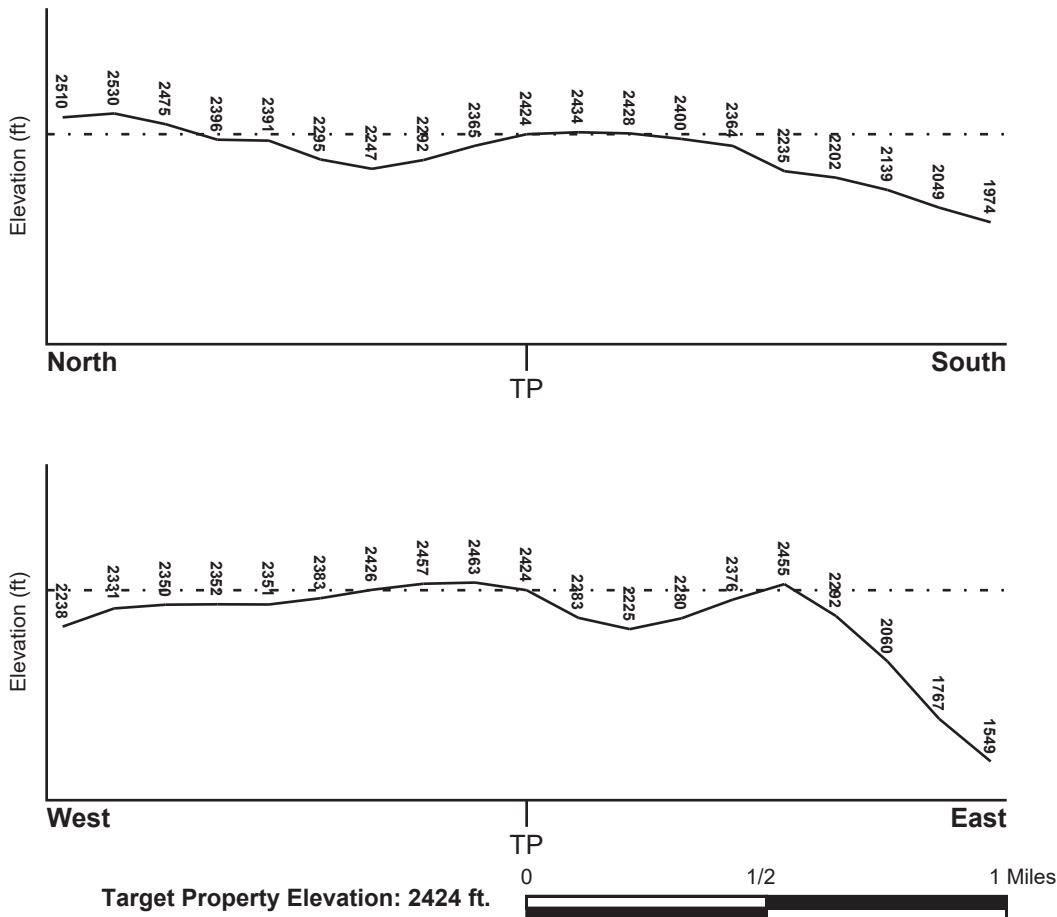 Elevation (ft)
2510 2530 2475 2396 2391 2295 2247 2292 2365 2424 2434 2428 2400 2364 2235 2202 2139 2049 1974
North South
TP
Elevation (ft)
2238 2331 2350 2352 2351 2383 2426 2457 2463 2424 2283 2225 2280 2376 2455 2292 2060 1767 1549
West East
TP
Target Property Elevation: 2424 ft.
0 1/2 1 Miles